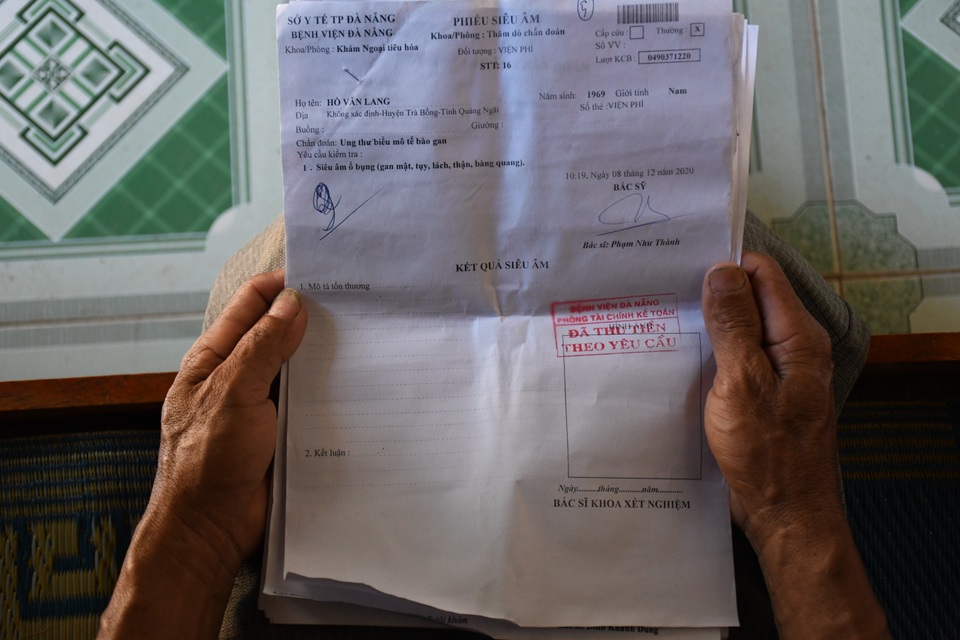 SỞ Y TẾ TP ĐÀ NẴNG
BỆNH VIỆN ĐÀ NẴNG
Khoa/Phòng : Khám Ngoại tiêu hóa
PHIẾU SIÊU ÂM
Khoa/Phòng : Thăm dò chẩn đoán
Đối tượng : VIỆN PHÍ
STT: 16
Cấp cứu : Thường : X
Số VV :
Lượt KCB : 0490371220
Họ tên: HỒ VĂN LANG
Năm sinh: 1969 Giới tính Nam
Địa Không xác định-Huyện Trà Bồng-Tỉnh Quảng Ngãi
Số thẻ :VIỆN PHÍ
Buồng : Giường :
Chẩn đoán: Ung thư biểu mô tế bào gan
Yêu cầu kiểm tra :
1 . Siêu âm ổ bụng (gan mật, tụy, lách, thận, bàng quang).
10:19, Ngày 08 tháng 12 năm 2020
BÁC SỸ
Bác sĩ: Phạm Như Thành
KẾT QUẢ SIÊU ÂM
1. Mô tả tổn thương
BỆNH VIỆN ĐÀ NẴNG
PHÒNG TÀI CHÍNH KẾ TOÁN
ĐÃ THU TIỀN
THEO YÊU CẦU
2. Kết luận :
Ngày.........tháng.........năm..........
BÁC SĨ KHOA XÉT NGHIỆM